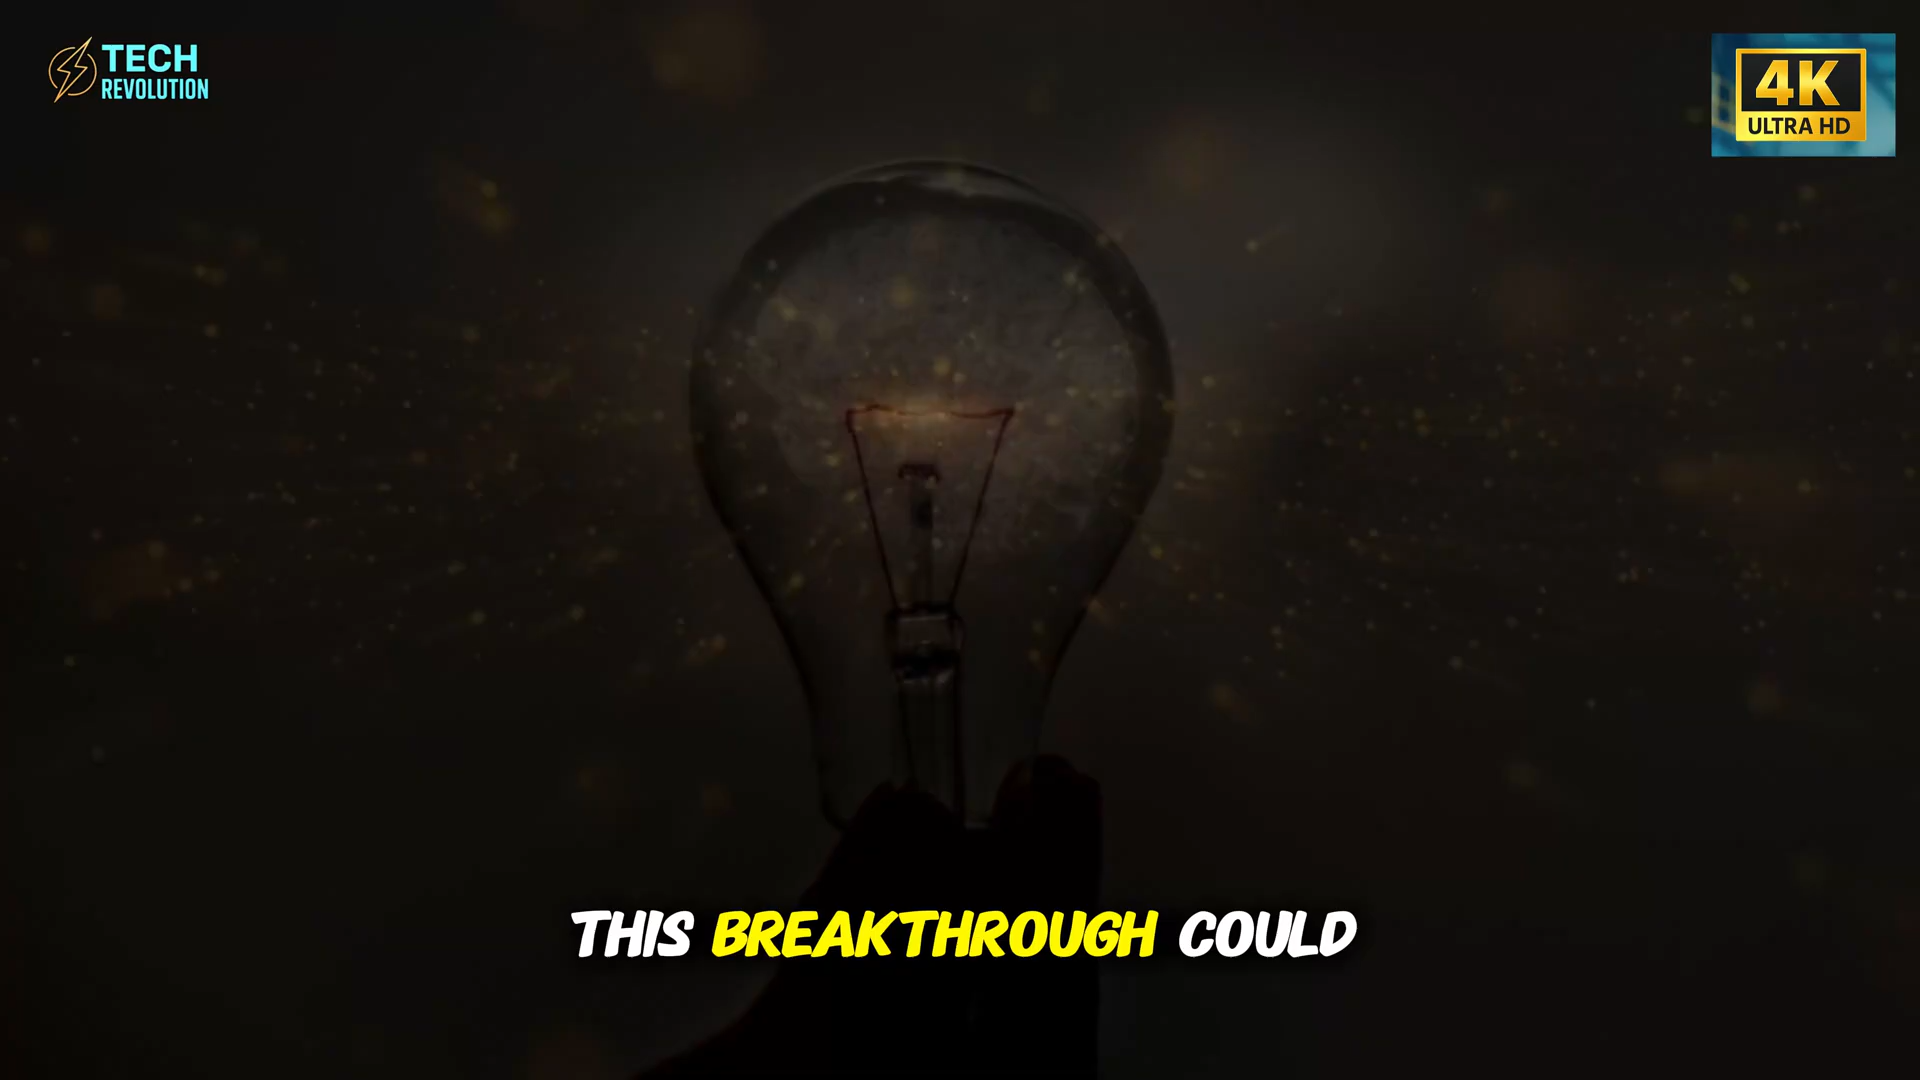 TECH
REVOLUTION
4K
ULTRA HD
THIS BREAKTHROUGH COULD